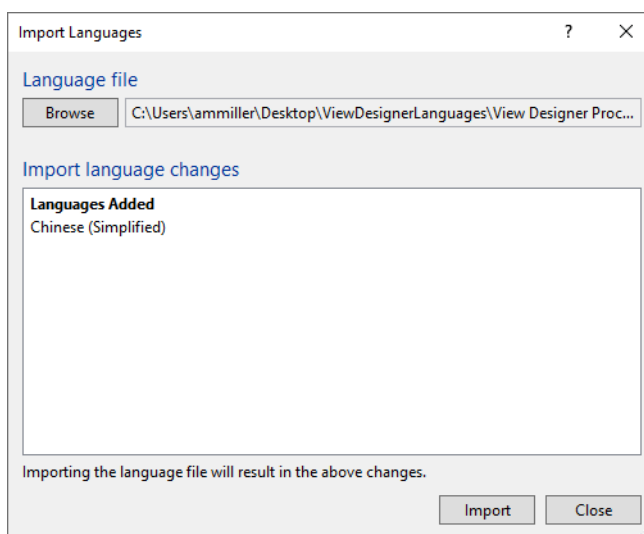 Import Languages ?
Language file
Browse C:\Users\ammiller\Desktop\ViewDesignerLanguages\View Designer Proc...
Import language changes
Languages Added
Chinese (Simplified)
Importing the language file will result in the above changes.
Import Close